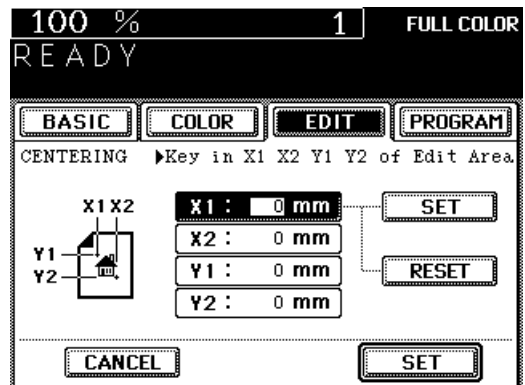 100 % 1 FULL COLOR
READY
BASIC COLOR EDIT PROGRAM
CENTERING ▶Key in X1 X2 Y1 Y2 of Edit Area
X1 X2 X1 : 0 mm SET
X2 : 0 mm
Y1 Y1 : 0 mm RESET
Y2 Y2 : 0 mm
CANCEL SET